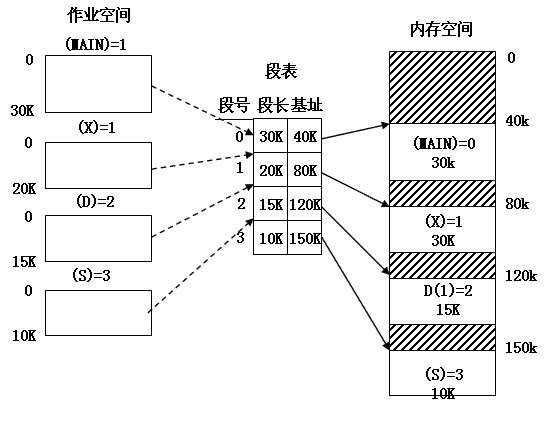 作业空间
(MAIN)=1
0
30K
(X)=1
0
20K
(D)=2
0
15K
(S)=3
0
10K
段表
段号 段长 基址
0 30K 40K
1 20K 80K
2 15K 120K
3 10K 150K
内存空间
0
40k
(MAIN)=0
30k
80k
(X)=1
30K
120k
D(1)=2
15K
150k
(S)=3
10K